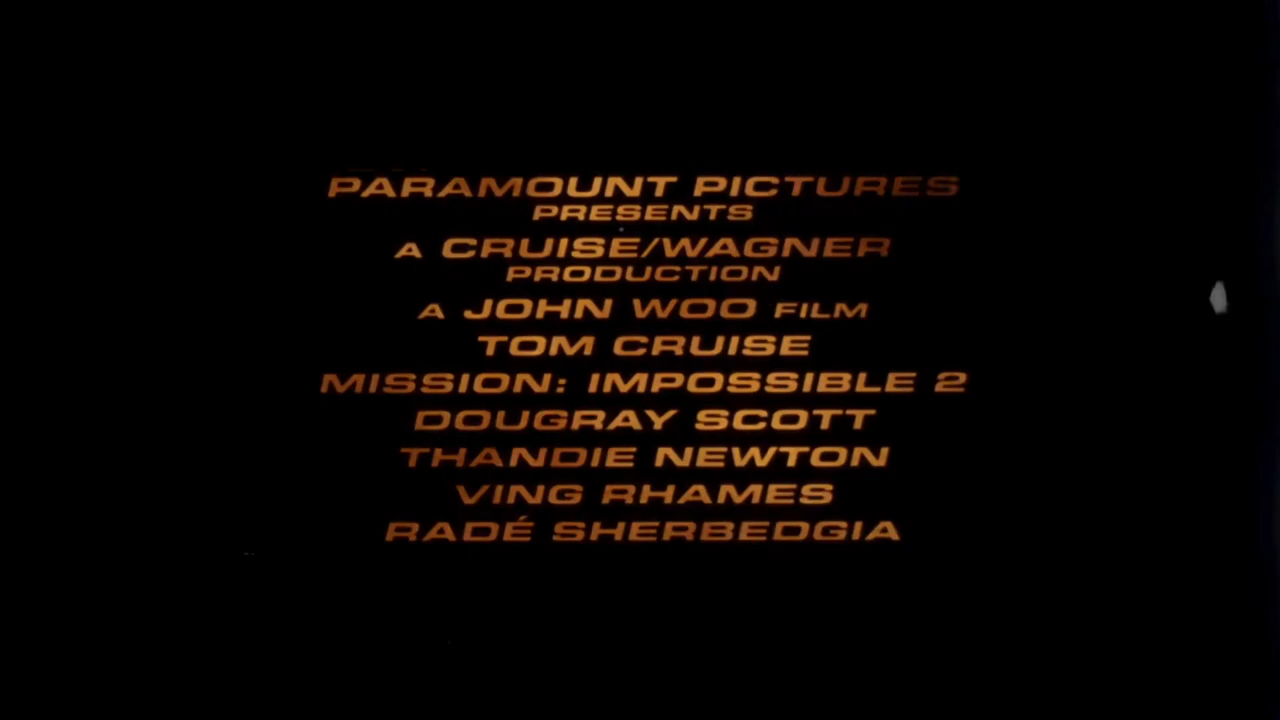 PARAMOUNT PICTURES
PRESENTS
A CRUISE/WAGNER
PRODUCTION
A JOHN WOO FILM
TOM CRUISE
MISSION: IMPOSSIBLE 2
DOUGRAY SCOTT
THANDIE NEWTON
VING RHAMES
RADÉ SHERBEDGIA